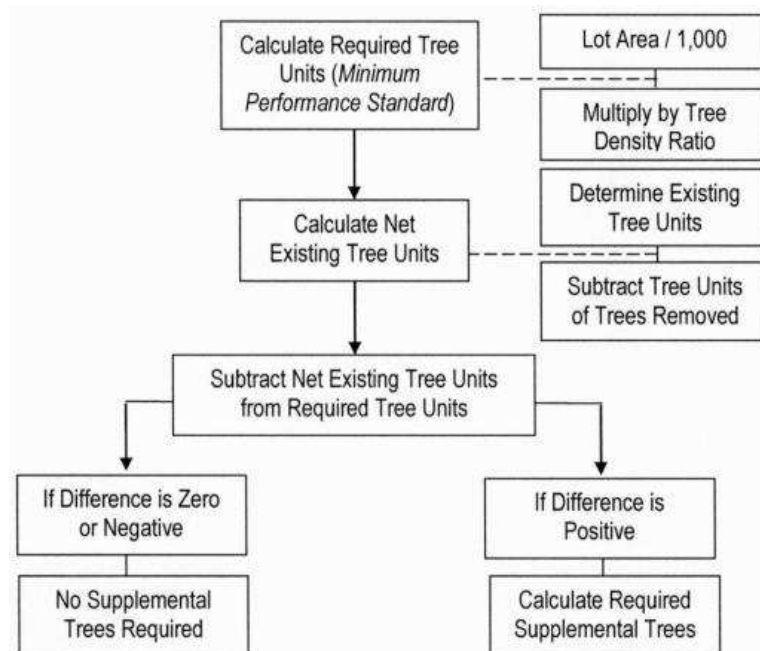 Calculate Required Tree
Units (Minimum
Performance Standard)
Lot Area / 1,000
Multiply by Tree
Density Ratio
Calculate Net
Existing Tree Units
Determine Existing
Tree Units
Subtract Tree Units
of Trees Removed
Subtract Net Existing Tree Units
from Required Tree Units
If Difference is Zero
or Negative
No Supplemental
Trees Required
If Difference is
Positive
Calculate Required
Supplemental Trees